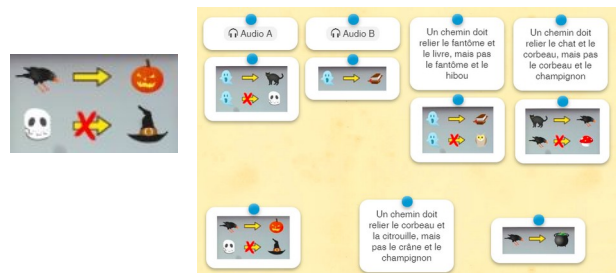 Audio A
Audio B
Un chemin doit
relier le fantôme et
le livre, mais pas
le fantôme et le
hibou
Un chemin doit
relier le chat et le
corbeau, mais pas
le corbeau et le
champignon
Un chemin doit
relier le corbeau et
la citrouille, mais
pas le crâne et le
champignon